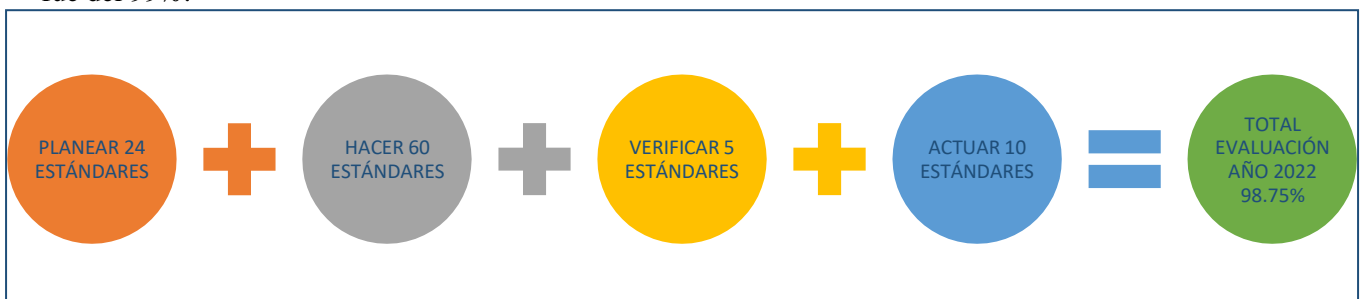 PLANEAR 24
ESTÁNDARES
HACER 60
ESTÁNDARES
VERIFICAR 5
ESTÁNDARES
ACTUAR 10
ESTÁNDARES
TOTAL
EVALUACIÓN
AÑO 2022
98.75%